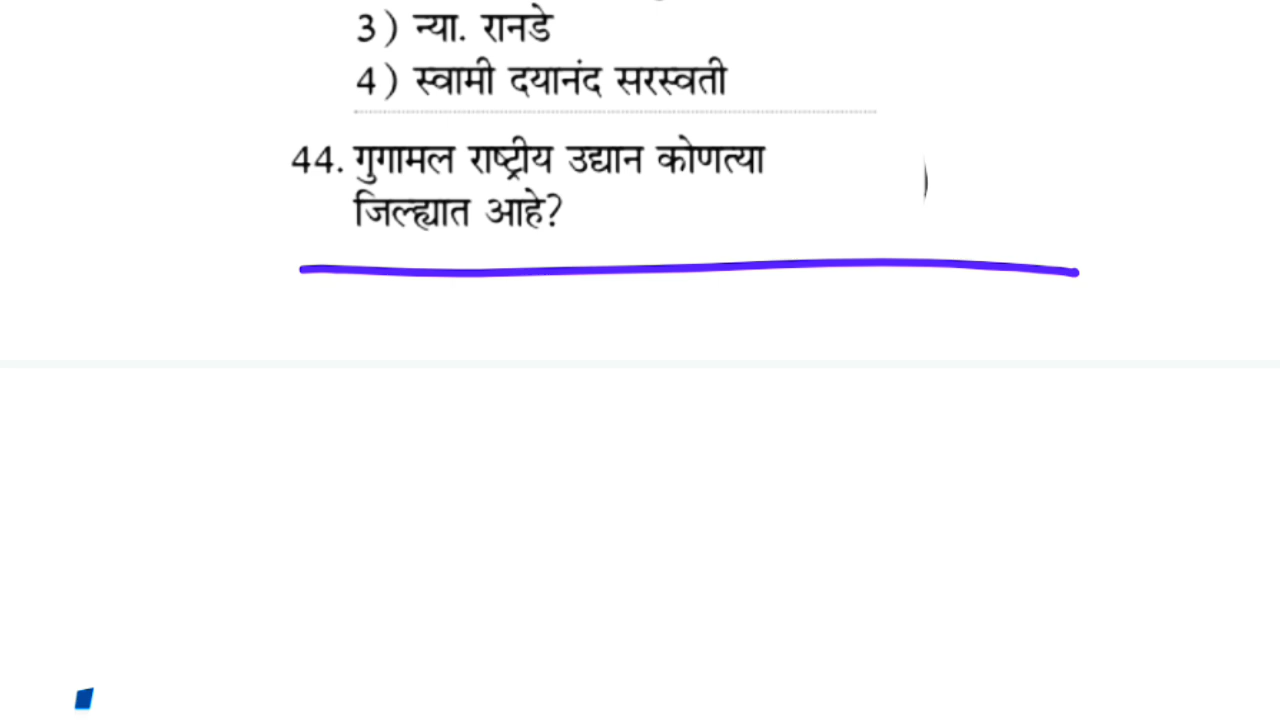 3) न्या. रानडे
4) स्वामी दयानंद सरस्वती
44. गुगामल राष्ट्रीय उद्यान कोणत्या
जिल्ह्यात आहे?